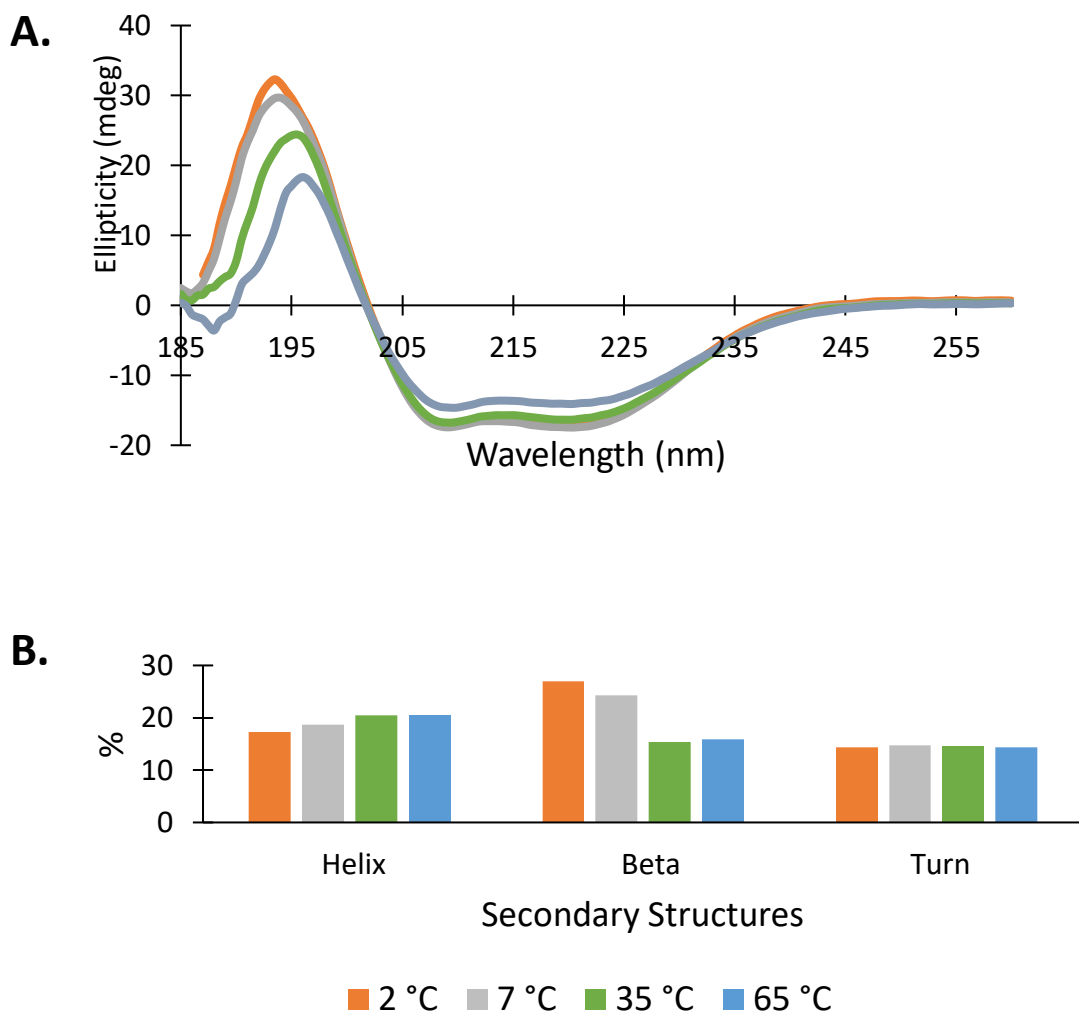 A.
Ellipticity (mdeg)
40
30
20
10
0
-10
-20
185 195 205 215 225 235 245 255
Wavelength (nm)
B.
%
30
20
10
0
Helix Beta Turn
Secondary Structures
2 °C 7 °C 35 °C 65 °C